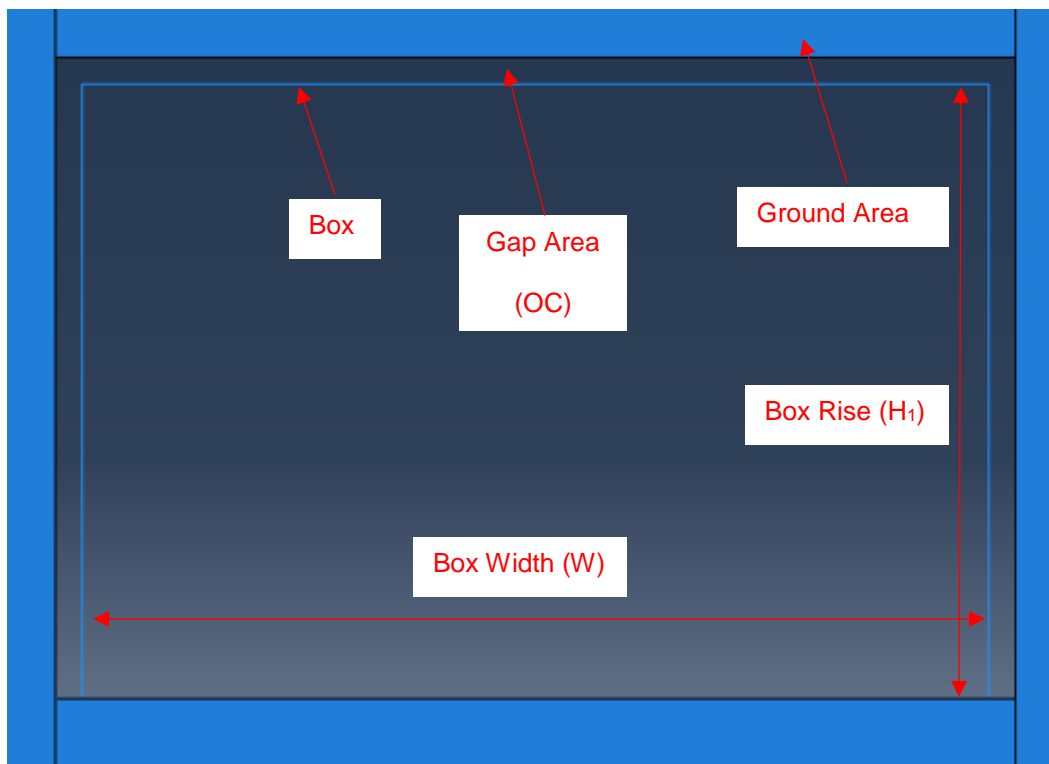 Box
Gap Area
(OC)
Ground Area
Box Rise (H₁)
Box Width (W)